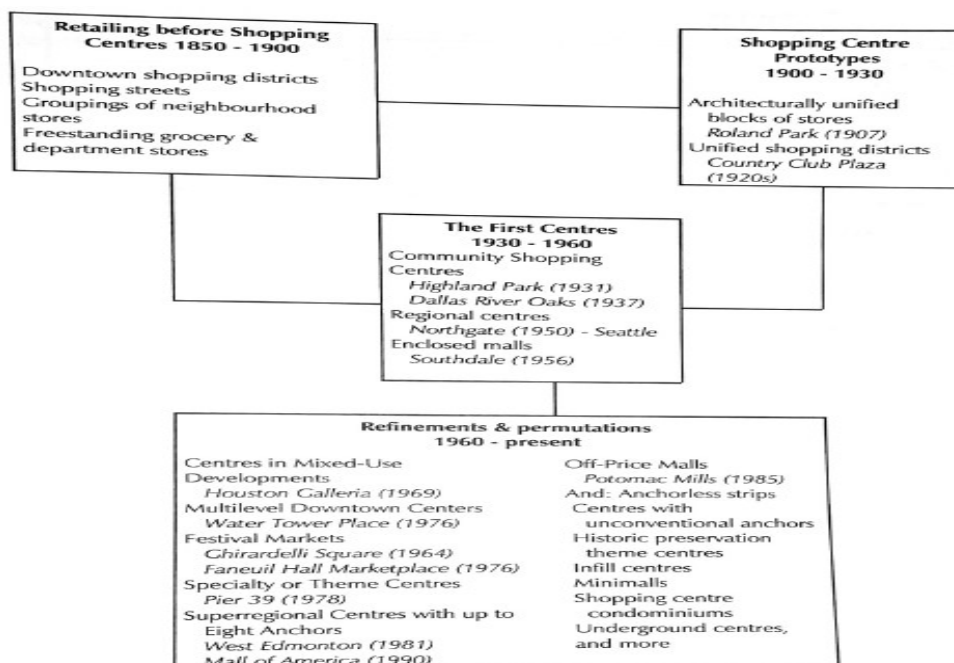 Retailing before Shopping
Centres 1850 - 1900
Downtown shopping districts
Shopping streets
Groupings of neighbourhood
stores
Freestanding grocery &
department stores
Shopping Centre
Prototypes
1900 - 1930
Architecturally unified
blocks of stores
Roland Park (1907)
Unified shopping districts
Country Club Plaza
(1920s)
The First Centres
1930 - 1960
Community Shopping
Centres
Highland Park (1931)
Dallas River Oaks (1937)
Regional centres
Northgate (1950) - Seattle
Enclosed malls
Southdale (1956)
Refinements & permutations
1960 - present
Centres in Mixed-Use
Developments
Houston Galleria (1969)
Multilevel Downtown Centers
Water Tower Place (1976)
Festival Markets
Ghirardelli Square (1964)
Faneuil Hall Marketplace (1976)
Specialty or Theme Centres
Pier 39 (1978)
Superregional Centres with up to
Eight Anchors
West Edmonton (1981)
Mall of America (1990)
Off-Price Malls
Potomac Mills (1985)
And: Anchorless strips
Centres with
unconventional anchors
Historic preservation
theme centres
Infill centres
Minimalls
Shopping centre
condominiums
Underground centres,
and more